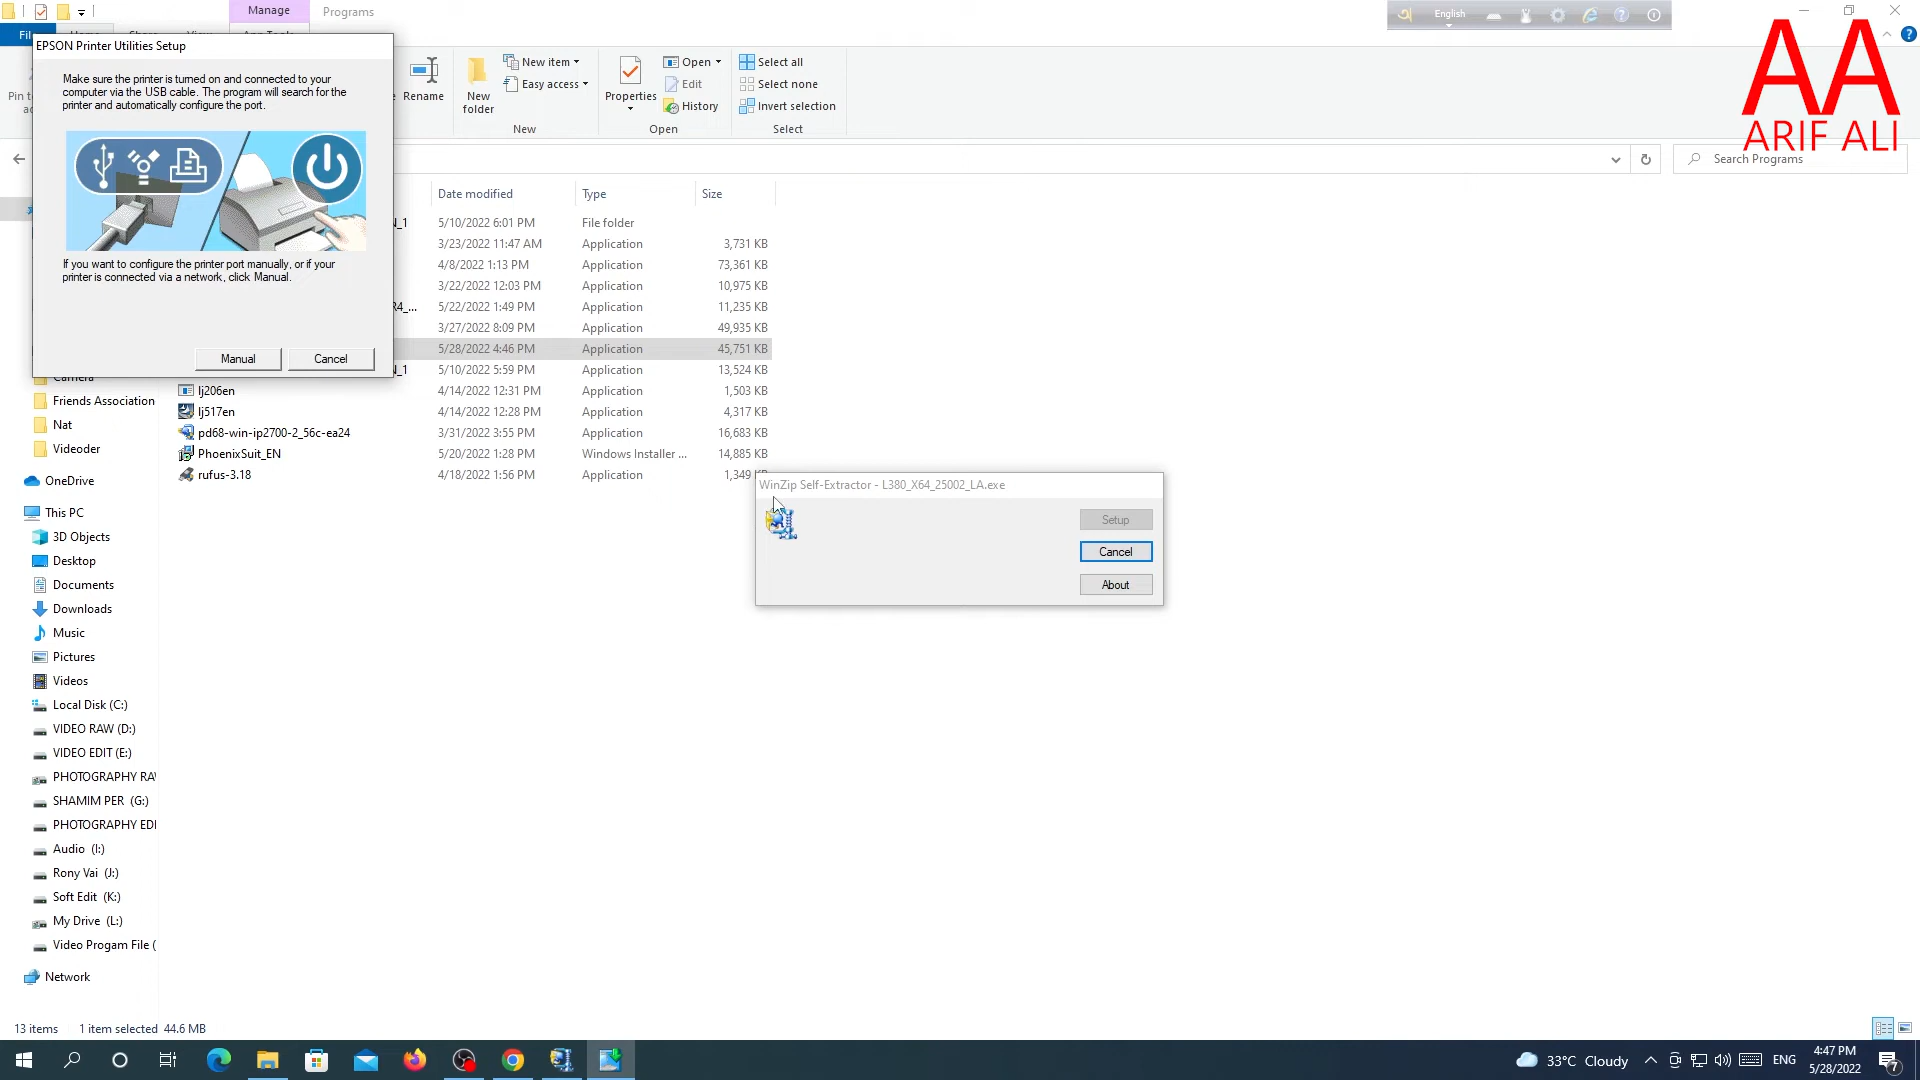 Manage
Programs
EPSON Printer Utilities Setup
Make sure the printer is turned on and connected to your
computer via the USB cable. The program will search for the
printer and automatically configure the port.
If you want to configure the printer port manually, or if your
printer is connected via a network, click Manual.
Manual
Cancel
Rename
New
folder
New item
Easy access
New
Properties
Open
Edit
History
Open
Select all
Select none
Invert selection
Select
English
AA
ARIF ALI
Search Programs
Date modified
Type
Size
N_1
5/10/2022 6:01 PM
File folder
3/23/2022 11:47 AM
Application
3,731 KB
4/8/2022 1:13 PM
Application
73,361 KB
3/22/2022 12:03 PM
Application
10,975 KB
R4_...
5/22/2022 1:49 PM
Application
11,235 KB
3/27/2022 8:09 PM
Application
49,935 KB
5/28/2022 4:46 PM
Application
45,751 KB
N_1
5/10/2022 5:59 PM
Application
13,524 KB
lj206en
4/14/2022 12:31 PM
Application
1,503 KB
lj517en
4/14/2022 12:28 PM
Application
4,317 KB
pd68-win-ip2700-2_56c-ea24
3/31/2022 3:55 PM
Application
16,683 KB
PhoenixSuit_EN
5/20/2022 1:28 PM
Windows Installer ...
14,885 KB
rufus-3.18
4/18/2022 1:56 PM
Application
1,349 KB
WinZip Self-Extractor - L380_X64_25002_LA.exe
Setup
Cancel
About
Camera
Friends Association
Nat
Videoder
OneDrive
This PC
3D Objects
Desktop
Documents
Downloads
Music
Pictures
Videos
Local Disk (C:)
VIDEO RAW (D:)
VIDEO EDIT (E:)
PHOTOGRAPHY RAW
SHAMIM PER (G:)
PHOTOGRAPHY EDI
Audio (I:)
Rony Vai (J:)
Soft Edit (K:)
My Drive (L:)
Video Progam File (
Network
13 items
1 item selected 44.6 MB
33°C Cloudy
ENG
4:47 PM
5/28/2022
7